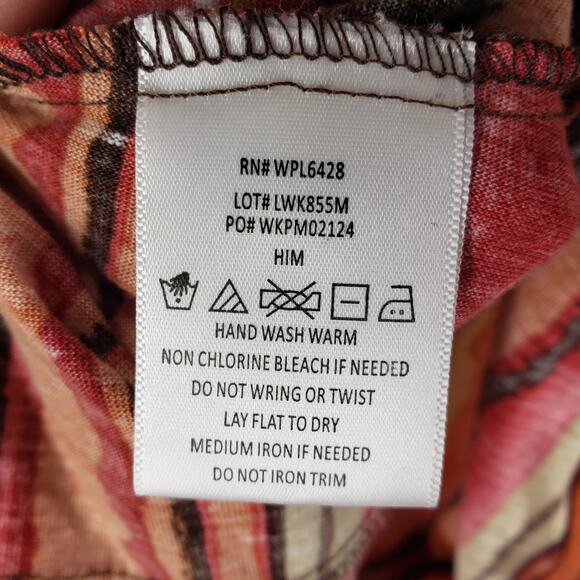 RN# WPL6428
LOT# LWK855M
PO# WKPM02124
HIM
HAND WASH WARM
NON CHLORINE BLEACH IF NEEDED
DO NOT WRING OR TWIST
LAY FLAT TO DRY
MEDIUM IRON IF NEEDED
DO NOT IRON TRIM